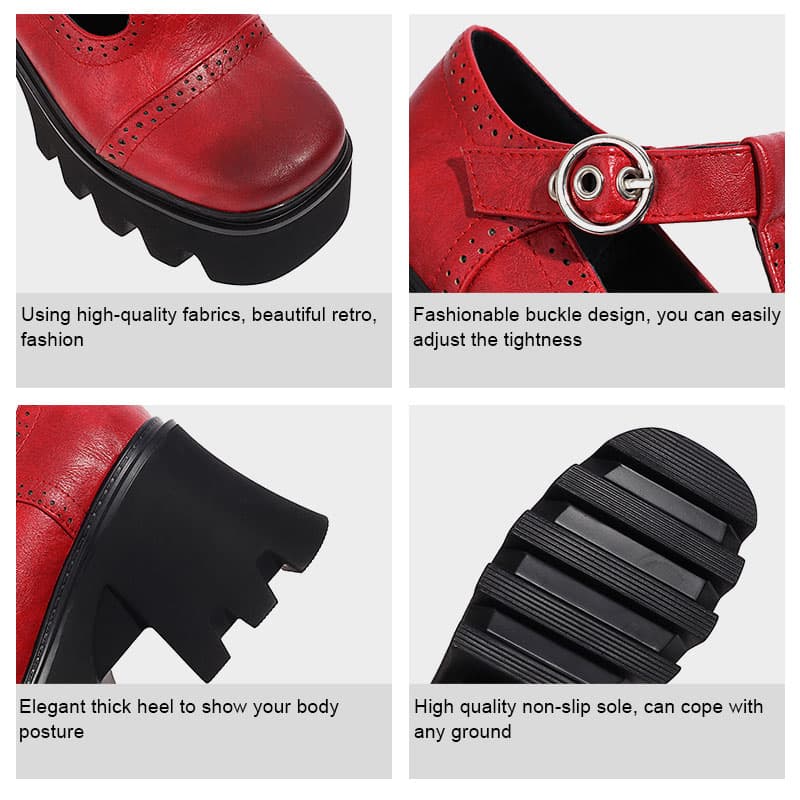 Using high-quality fabrics, beautiful retro,
fashion
Fashionable buckle design, you can easily
adjust the tightness
Elegant thick heel to show your body
posture
High quality non-slip sole, can cope with
any ground